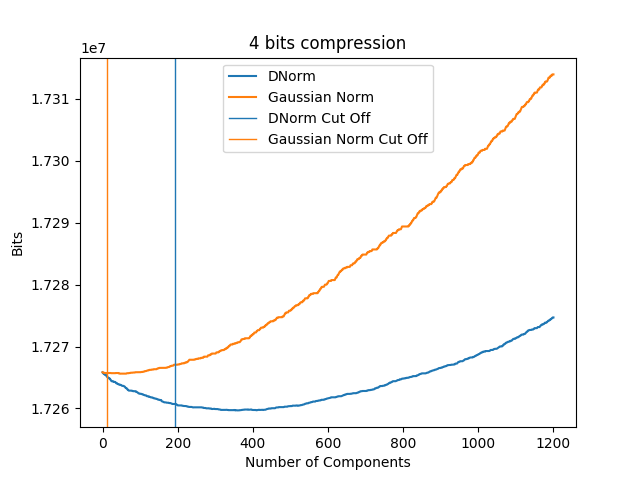 4 bits compression
1e7
DNorm
Gaussian Norm
DNorm Cut Off
Gaussian Norm Cut Off
1.731
1.730
1.729
1.728
1.727
1.726
Bits
0 200 400 600 800 1000 1200
Number of Components